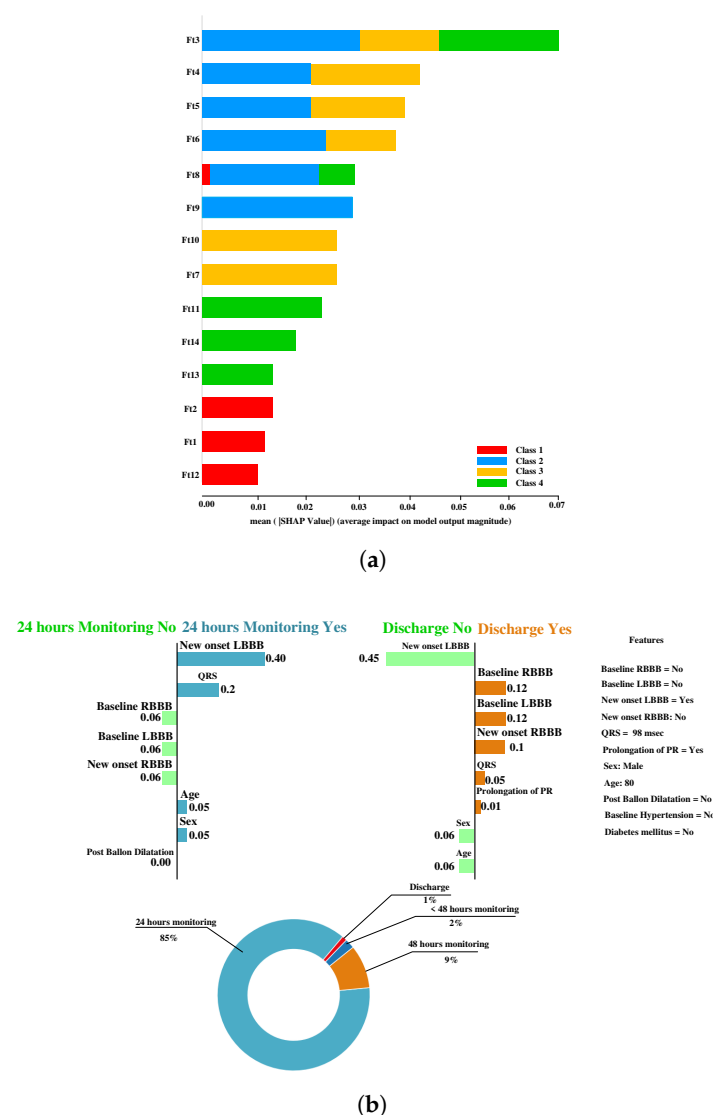 Ft3
Ft4
Ft5
Ft6
Ft8
Ft9
Ft10
Ft7
Ft11
Ft14
Ft13
Ft2
Ft1
Ft12
Class 1
Class 2
Class 3
Class 4
0.00 0.01 0.02 0.03 0.04 0.05 0.06 0.07
mean ( |SHAP Value|) (average impact on model output magnitude)
(a)
24 hours Monitoring No 24 hours Monitoring Yes
New onset LBBB
0.40
QRS
0.2
Baseline RBBB
0.06
Baseline LBBB
0.06
New onset RBBB
0.06
Age
0.05
Sex
0.05
Post Ballon Dilatation
0.00
Discharge No Discharge Yes
New onset LBBB
0.45
Baseline RBBB
0.12
Baseline LBBB
0.12
New onset RBBB
0.1
QRS
0.05
Prolongation of PR
0.01
Sex
0.06
Age
0.06
Features
Baseline RBBB = No
Baseline LBBB = No
New onset LBBB = Yes
New onset RBBB: No
QRS = 98 msec
Prolongation of PR = Yes
Sex: Male
Age: 80
Post Ballon Dilatation = No
Baseline Hypertension = No
Diabetes mellitus = No
Discharge
1%
< 48 hours monitoring
2%
24 hours monitoring
85%
48 hours monitoring
9%
(b)